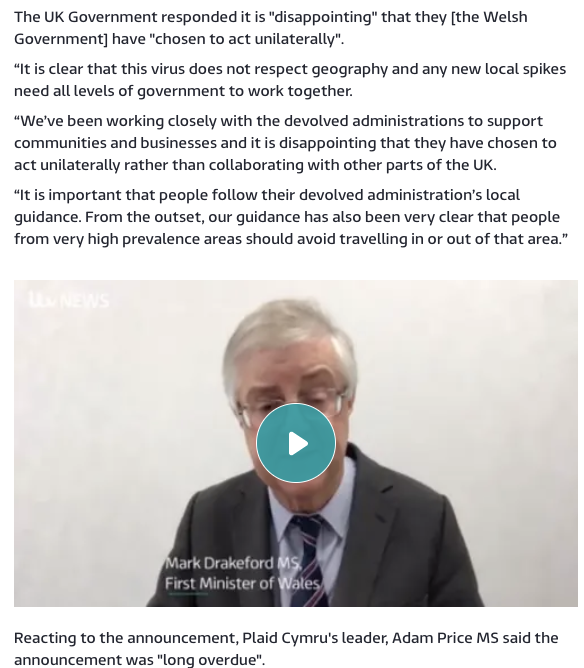 The UK Government responded it is "disappointing" that they [the Welsh
Government] have "chosen to act unilaterally".
“It is clear that this virus does not respect geography and any new local spikes
need all levels of government to work together.
“We’ve been working closely with the devolved administrations to support
communities and businesses and it is disappointing that they have chosen to
act unilaterally rather than collaborating with other parts of the UK.
“It is important that people follow their devolved administration’s local
guidance. From the outset, our guidance has also been very clear that people
from very high prevalence areas should avoid travelling in or out of that area.”
itv NEWS
Mark Drakeford MS,
First Minister of Wales
Reacting to the announcement, Plaid Cymru's leader, Adam Price MS said the
announcement was "long overdue".